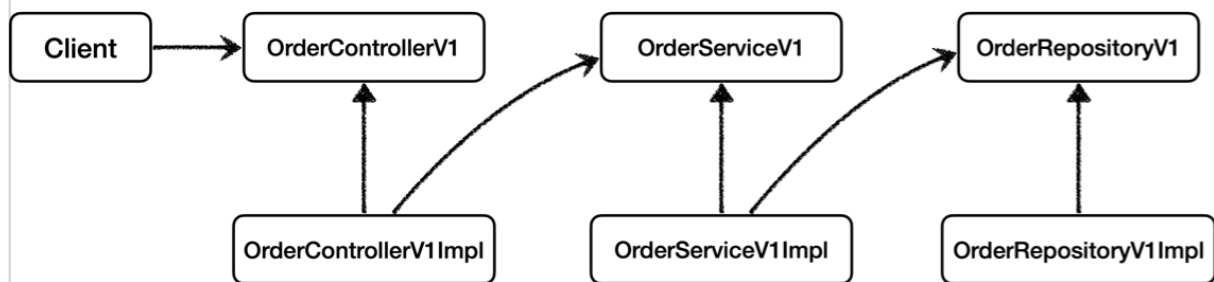 Client
OrderControllerV1
OrderServiceV1
OrderRepositoryV1
OrderControllerV1Impl
OrderServiceV1Impl
OrderRepositoryV1Impl